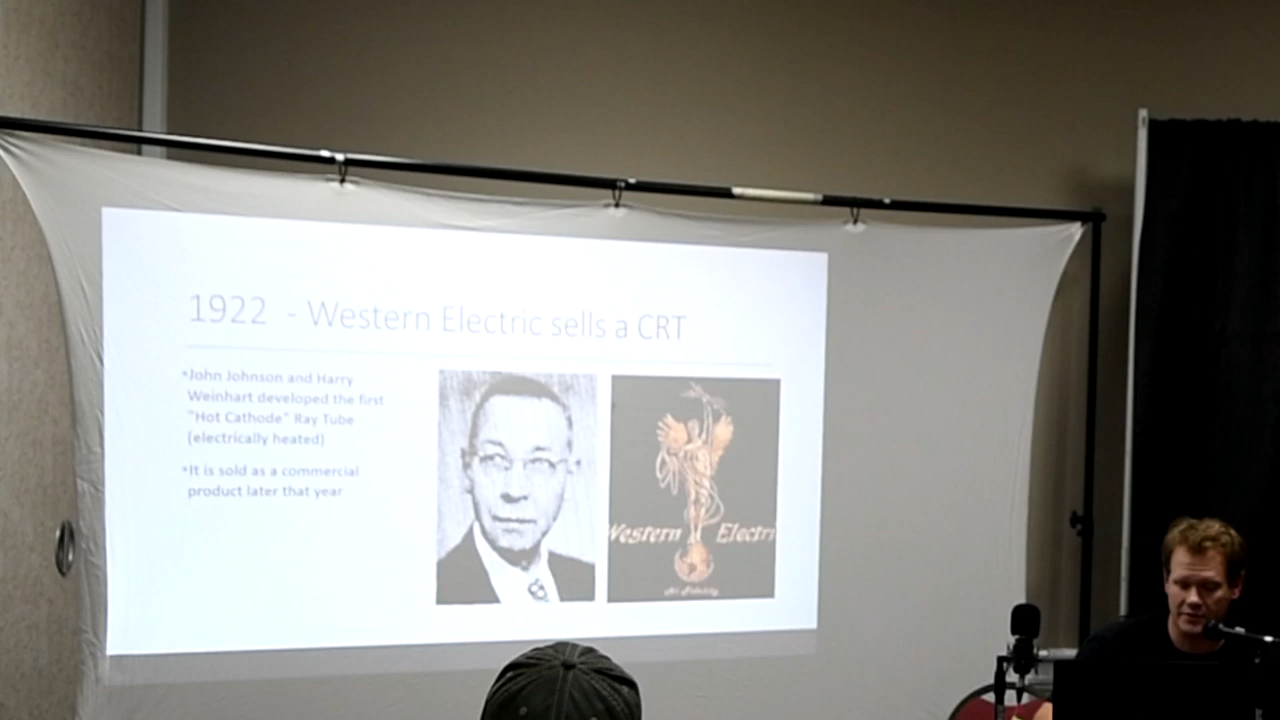 1922 - Western Electric sells a CRT
*John Johnson and Harry
Weinhart developed the first
"Hot Cathode" Ray Tube
(electrically heated)
*It is sold as a commercial
product later that year
Western Electri